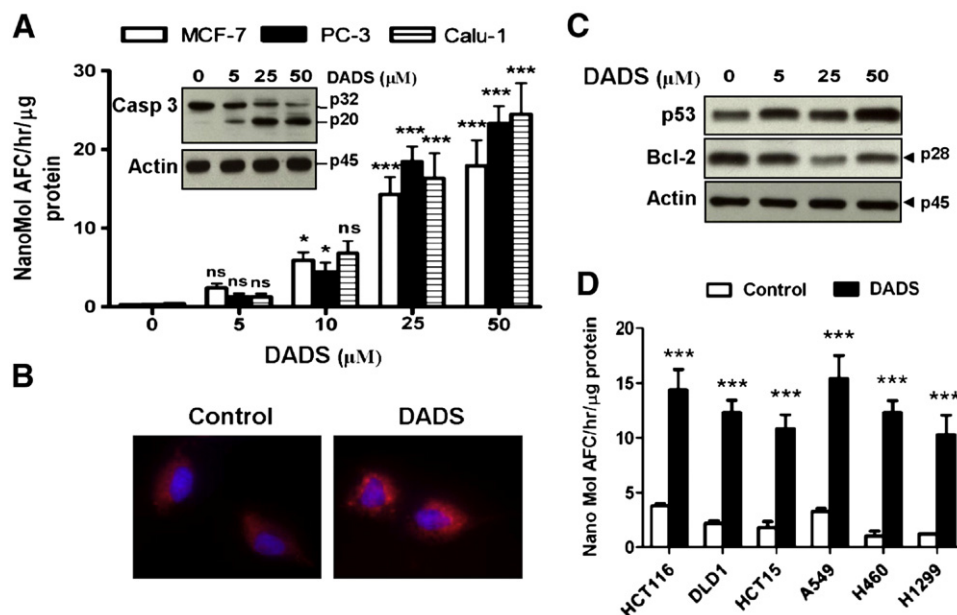 A
MCF-7 PC-3 Calu-1
NanoMol AFC/hr/µg
protein
30
20
10
0
0 5 25 50 DADS (µM)
Casp 3
p32
p20
Actin
p45
ns ns ns
* * ns
*** *** ***
*** *** ***
0 5 10 25 50
DADS (µM)
B
Control DADS
C
DADS (µM) 0 5 25 50
p53
Bcl-2 p28
Actin p45
D
Control DADS
Nano Mol AFC/hr/µg protein
20
15
10
5
0
*** *** *** *** *** ***
HCT116 DLD1 HCT15 A549 H460 H1299